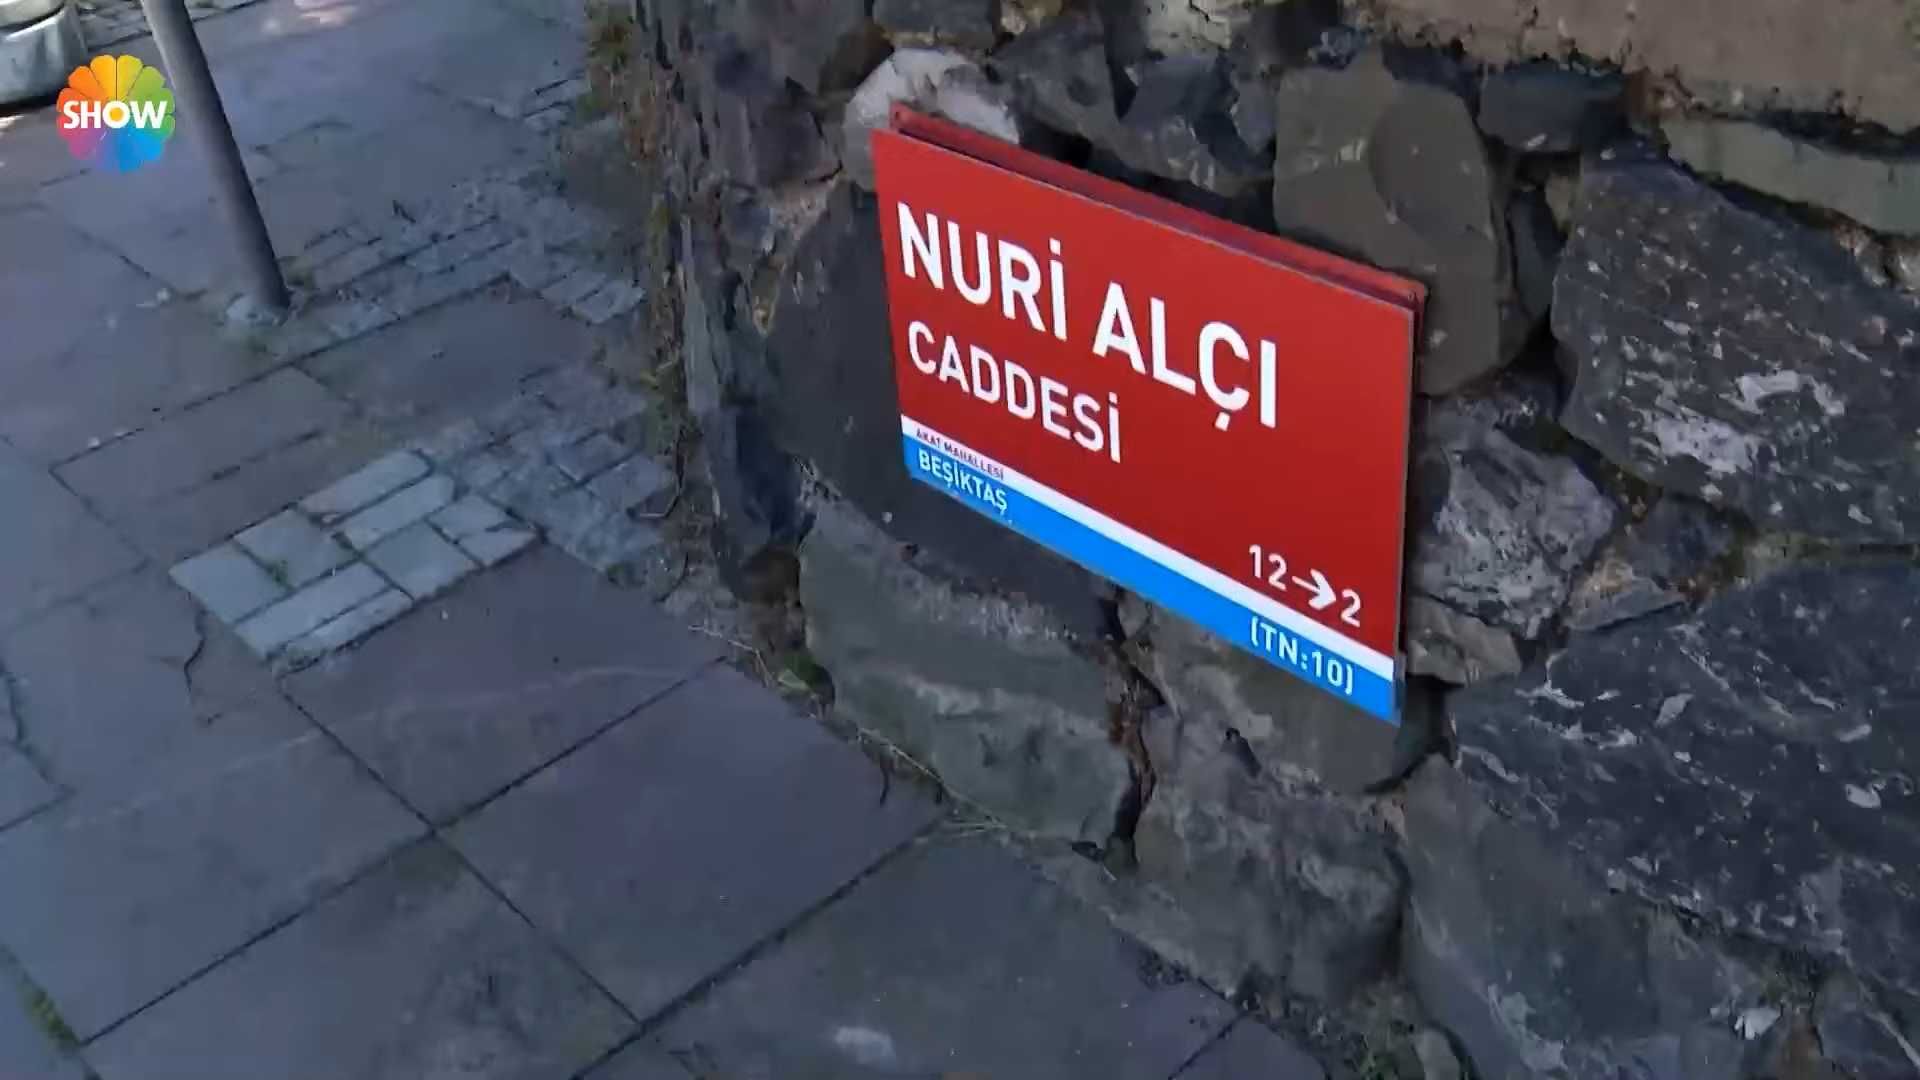 SHOW
NURİ ALÇI
CADDESİ
AKAT MAHALLESİ
BEŞİKTAŞ
12→2
(TN:10)